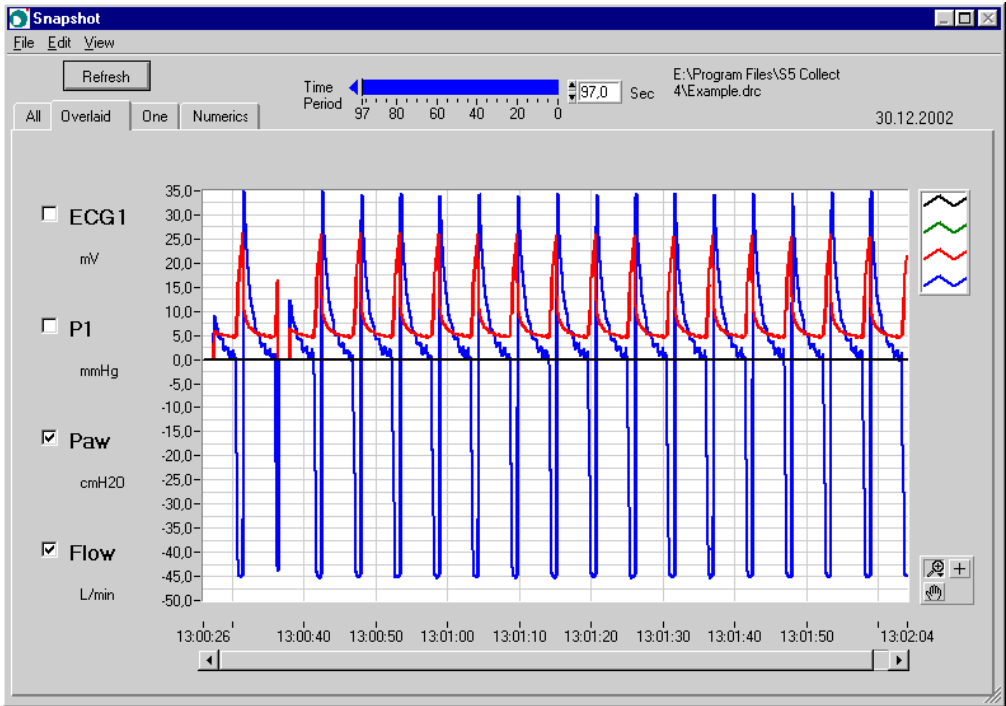 Snapshot
File Edit View
Refresh
Time Period
97 80 60 40 20 0
97,0 Sec
E:\Program Files\S5 Collect
4\Example.drc
All Overlaid One Numerics
30.12.2002
ECG1
mV
P1
mmHg
Paw
cmH2O
Flow
L/min
35,0
30,0
25,0
20,0
15,0
10,0
5,0
0,0
-5,0
-10,0
-15,0
-20,0
-25,0
-30,0
-35,0
-40,0
-45,0
-50,0
13:00:26 13:00:40 13:00:50 13:01:00 13:01:10 13:01:20 13:01:30 13:01:40 13:01:50 13:02:04